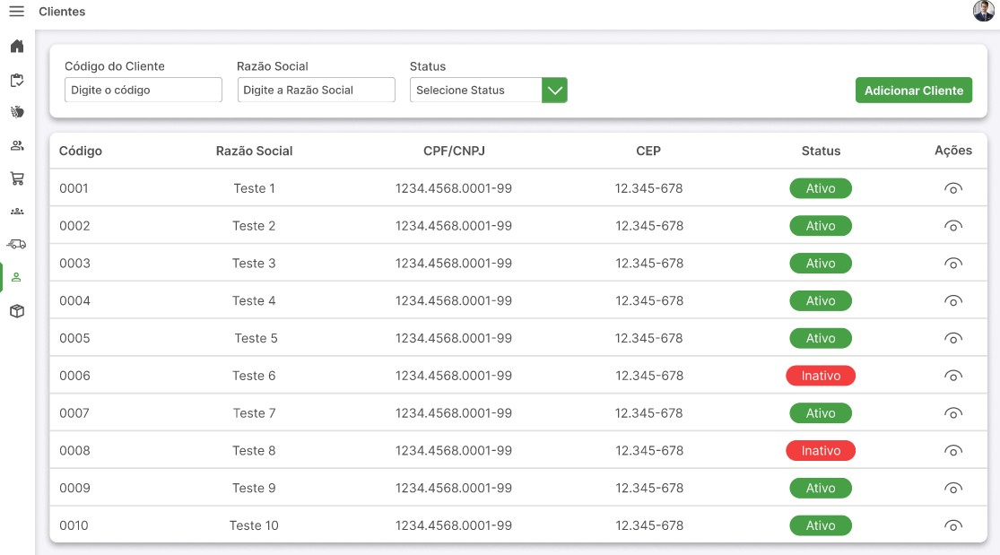 Clientes
Código do Cliente Razão Social Status
Digite o código Digite a Razão Social Selecione Status Adicionar Cliente
Código Razão Social CPF/CNPJ CEP Status Ações
0001 Teste 1 1234.4568.0001-99 12.345-678 Ativo
0002 Teste 2 1234.4568.0001-99 12.345-678 Ativo
0003 Teste 3 1234.4568.0001-99 12.345-678 Ativo
0004 Teste 4 1234.4568.0001-99 12.345-678 Ativo
0005 Teste 5 1234.4568.0001-99 12.345-678 Ativo
0006 Teste 6 1234.4568.0001-99 12.345-678 Inativo
0007 Teste 7 1234.4568.0001-99 12.345-678 Ativo
0008 Teste 8 1234.4568.0001-99 12.345-678 Inativo
0009 Teste 9 1234.4568.0001-99 12.345-678 Ativo
0010 Teste 10 1234.4568.0001-99 12.345-678 Ativo